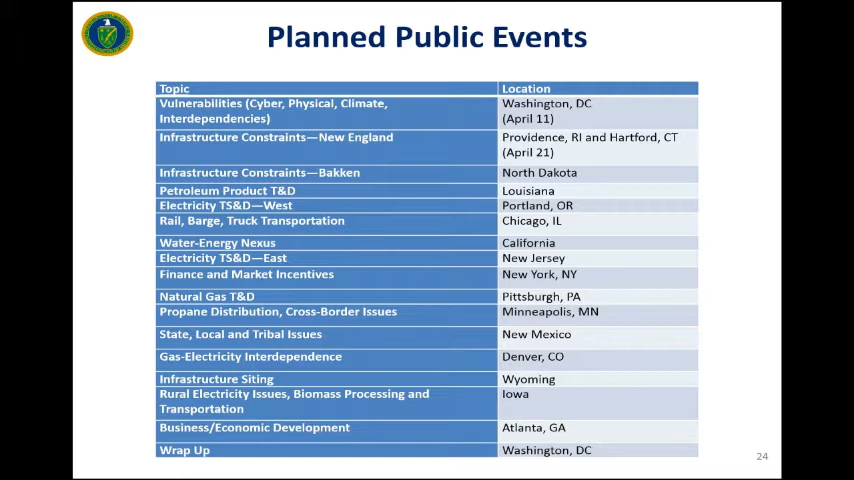 Planned Public Events
Topic Location
Vulnerabilities (Cyber, Physical, Climate, Washington, DC
Interdependencies) (April 11)
Infrastructure Constraints—New England Providence, RI and Hartford, CT
(April 21)
Infrastructure Constraints—Bakken North Dakota
Petroleum Product T&D Louisiana
Electricity TS&D—West Portland, OR
Rail, Barge, Truck Transportation Chicago, IL
Water-Energy Nexus California
Electricity TS&D—East New Jersey
Finance and Market Incentives New York, NY
Natural Gas T&D Pittsburgh, PA
Propane Distribution, Cross-Border Issues Minneapolis, MN
State, Local and Tribal Issues New Mexico
Gas-Electricity Interdependence Denver, CO
Infrastructure Siting Wyoming
Rural Electricity Issues, Biomass Processing and Iowa
Transportation
Business/Economic Development Atlanta, GA
Wrap Up Washington, DC
24